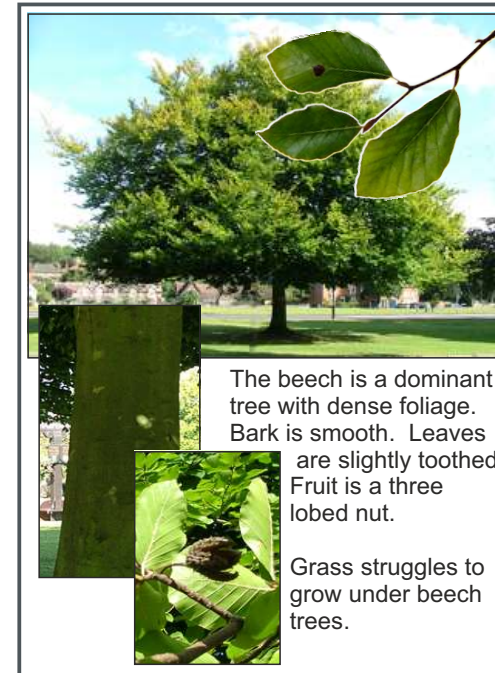 The beech is a dominant
tree with dense foliage.
Bark is smooth.  Leaves
are slightly toothed
Fruit is a three
lobed nut.

Grass struggles to
grow under beech
trees.